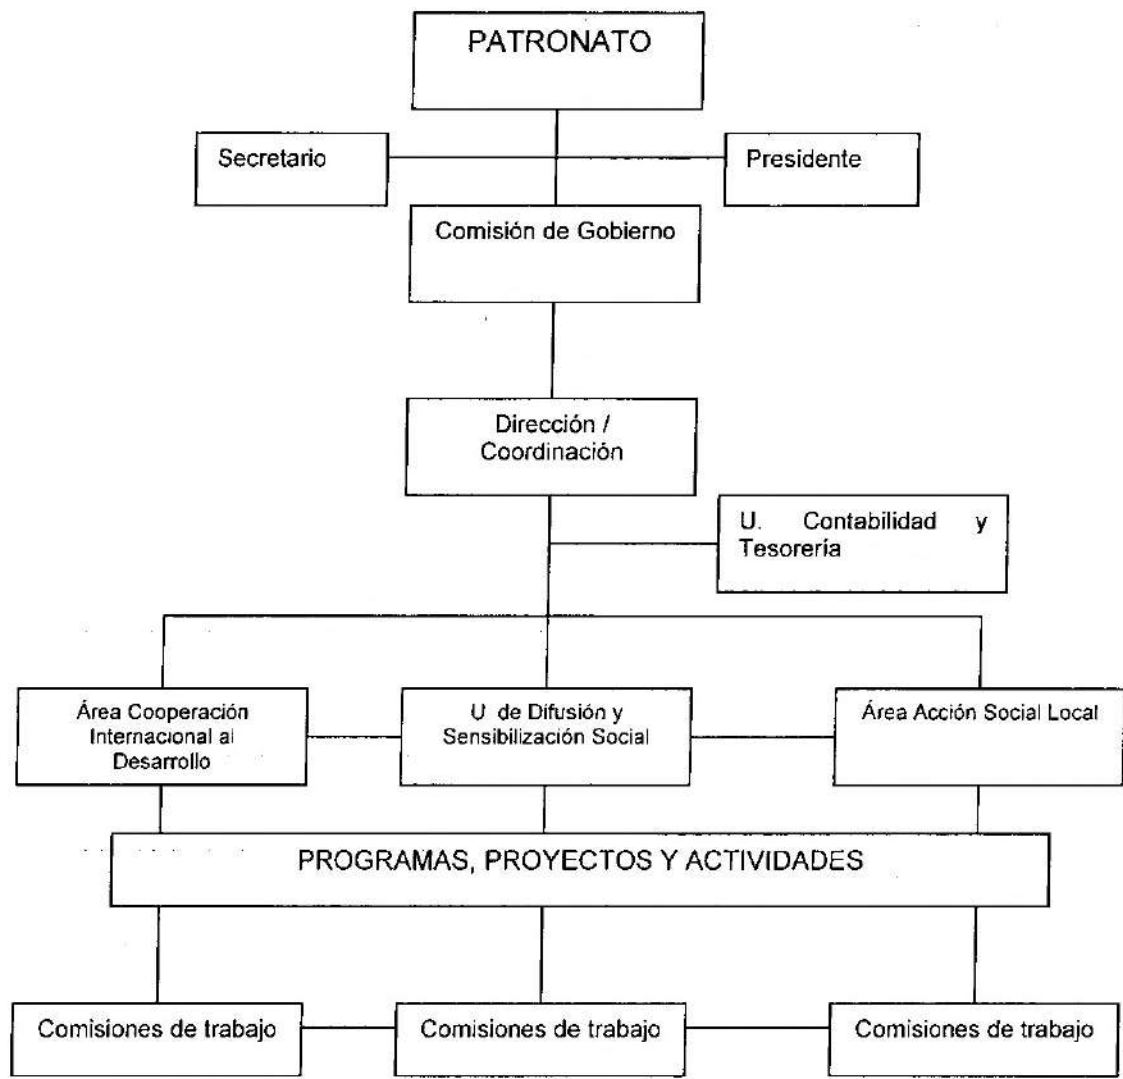 PATRONATO
Secretario
Presidente
Comisión de Gobierno
Dirección /
Coordinación
U. Contabilidad y
Tesorería
Área Cooperación
Internacional al
Desarrollo
U de Difusión y
Sensibilización Social
Área Acción Social Local
PROGRAMAS, PROYECTOS Y ACTIVIDADES
Comisiones de trabajo
Comisiones de trabajo
Comisiones de trabajo